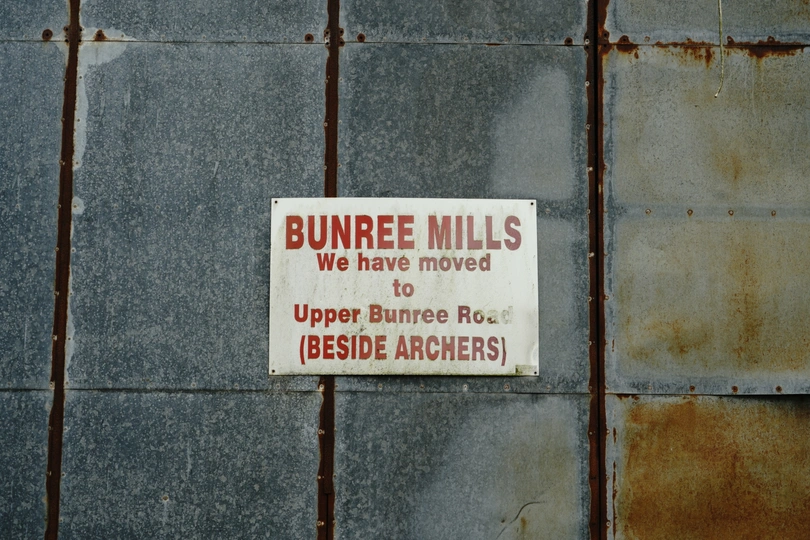 BUNREE MILLS
We have moved
to
Upper Bunree Road
(BESIDE ARCHERS)